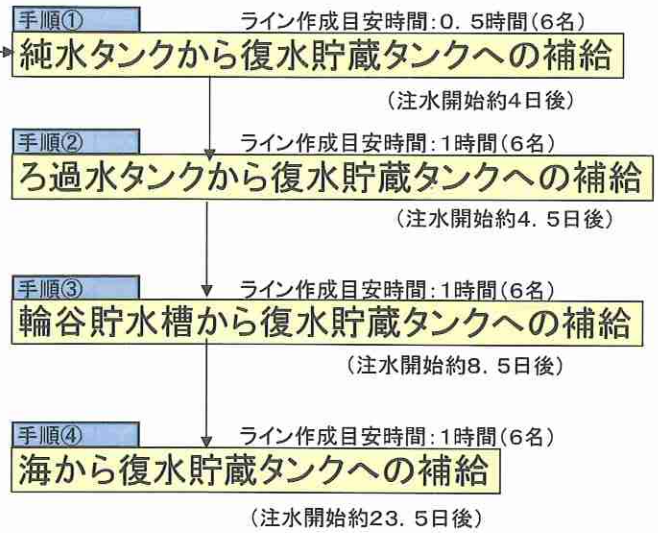 手順① ライン作成目安時間:0.5時間(6名)
純水タンクから復水貯蔵タンクへの補給
(注水開始約4日後)
手順② ライン作成目安時間:1時間(6名)
ろ過水タンクから復水貯蔵タンクへの補給
(注水開始約4.5日後)
手順③ ライン作成目安時間:1時間(6名)
輪谷貯水槽から復水貯蔵タンクへの補給
(注水開始約8.5日後)
手順④ ライン作成目安時間:1時間(6名)
海から復水貯蔵タンクへの補給
(注水開始約23.5日後)